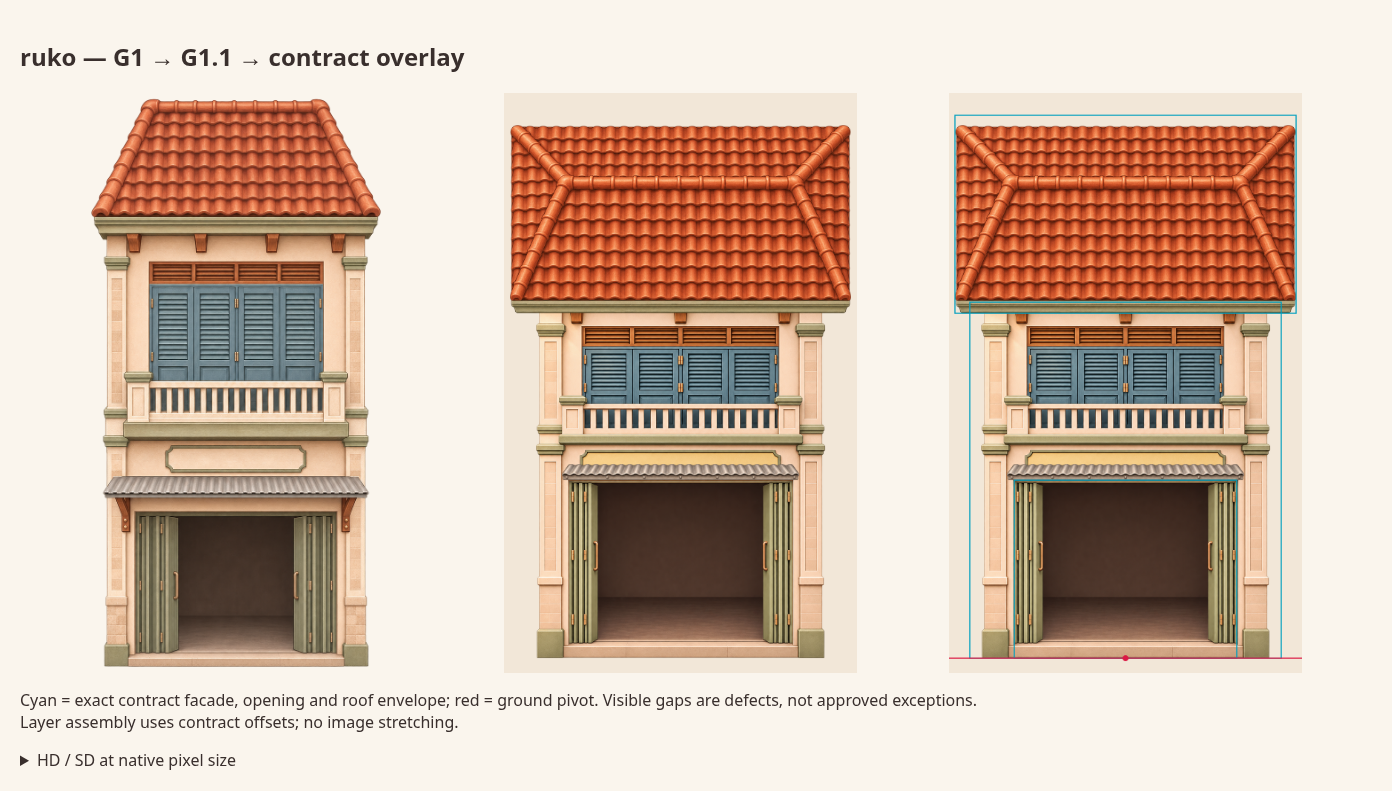 ruko — G1 → G1.1 → contract overlay
Cyan = exact contract facade, opening and roof envelope; red = ground pivot. Visible gaps are defects, not approved exceptions.
Layer assembly uses contract offsets; no image stretching.
▶ HD / SD at native pixel size